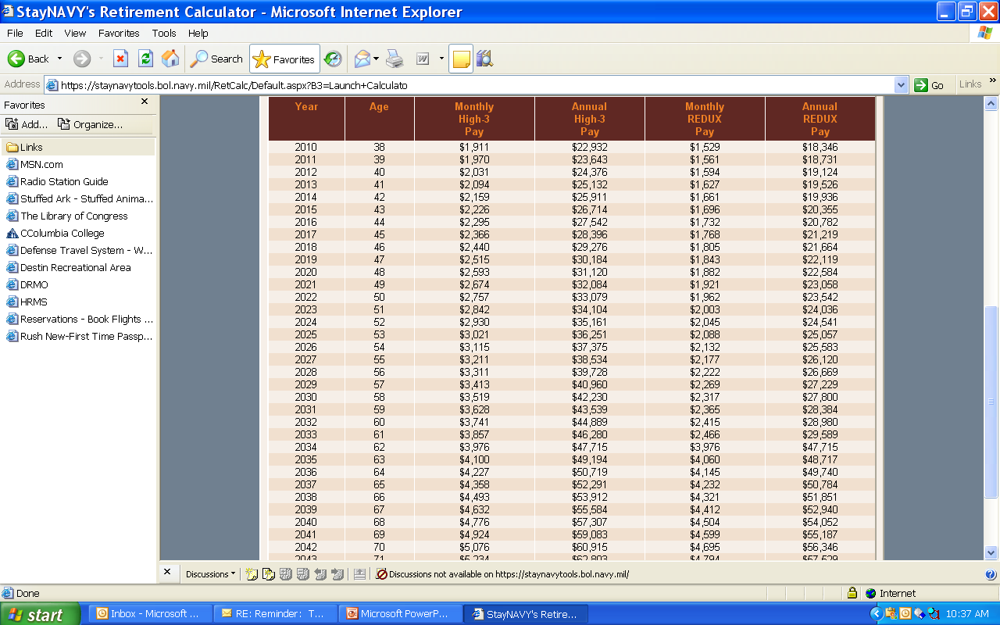 StayNAVY's Retirement Calculator - Microsoft Internet Explorer
File Edit View Favorites Tools Help
Back Search Favorites
Address https://staynavytools.bol.navy.mil/RetCalc/Default.aspx?B3=Launch+Calculato Go Links »
Favorites
Add... Organize...
Links
MSN.com
Radio Station Guide
Stuffed Ark - Stuffed Anima...
The Library of Congress
CColumbia College
Defense Travel System - W...
Destin Recreational Area
DRMO
HRMS
Reservations - Book Flights ...
Rush New-First Time Passp...
Year Age Monthly High-3 Pay Annual High-3 Pay Monthly REDUX Pay Annual REDUX Pay
2010 38 $1,911 $22,932 $1,529 $18,346
2011 39 $1,970 $23,643 $1,561 $18,731
2012 40 $2,031 $24,376 $1,594 $19,124
2013 41 $2,094 $25,132 $1,627 $19,526
2014 42 $2,159 $25,911 $1,661 $19,936
2015 43 $2,226 $26,714 $1,696 $20,355
2016 44 $2,295 $27,542 $1,732 $20,782
2017 45 $2,366 $28,396 $1,768 $21,219
2018 46 $2,440 $29,276 $1,805 $21,664
2019 47 $2,515 $30,184 $1,843 $22,119
2020 48 $2,593 $31,120 $1,882 $22,584
2021 49 $2,674 $32,084 $1,921 $23,058
2022 50 $2,757 $33,079 $1,962 $23,542
2023 51 $2,842 $34,104 $2,003 $24,036
2024 52 $2,930 $35,161 $2,045 $24,541
2025 53 $3,021 $36,251 $2,088 $25,057
2026 54 $3,115 $37,375 $2,132 $25,583
2027 55 $3,211 $38,534 $2,177 $26,120
2028 56 $3,311 $39,728 $2,222 $26,669
2029 57 $3,413 $40,960 $2,269 $27,229
2030 58 $3,519 $42,230 $2,317 $27,800
2031 59 $3,628 $43,539 $2,365 $28,384
2032 60 $3,741 $44,889 $2,415 $28,980
2033 61 $3,857 $46,280 $2,466 $29,589
2034 62 $3,976 $47,715 $3,976 $47,715
2035 63 $4,100 $49,194 $4,060 $48,717
2036 64 $4,227 $50,719 $4,145 $49,740
2037 65 $4,358 $52,291 $4,232 $50,784
2038 66 $4,493 $53,912 $4,321 $51,851
2039 67 $4,632 $55,584 $4,412 $52,940
2040 68 $4,776 $57,307 $4,504 $54,052
2041 69 $4,924 $59,083 $4,599 $55,187
2042 70 $5,076 $60,915 $4,695 $56,346
2043 71 $5,234 $62,803 $4,794 $57,529
Discussions Discussions not available on https://staynavytools.bol.navy.mil/
Done Internet
start Inbox - Microsoft ... RE: Reminder: T... Microsoft PowerP... StayNAVY's Retire... 10:37 AM